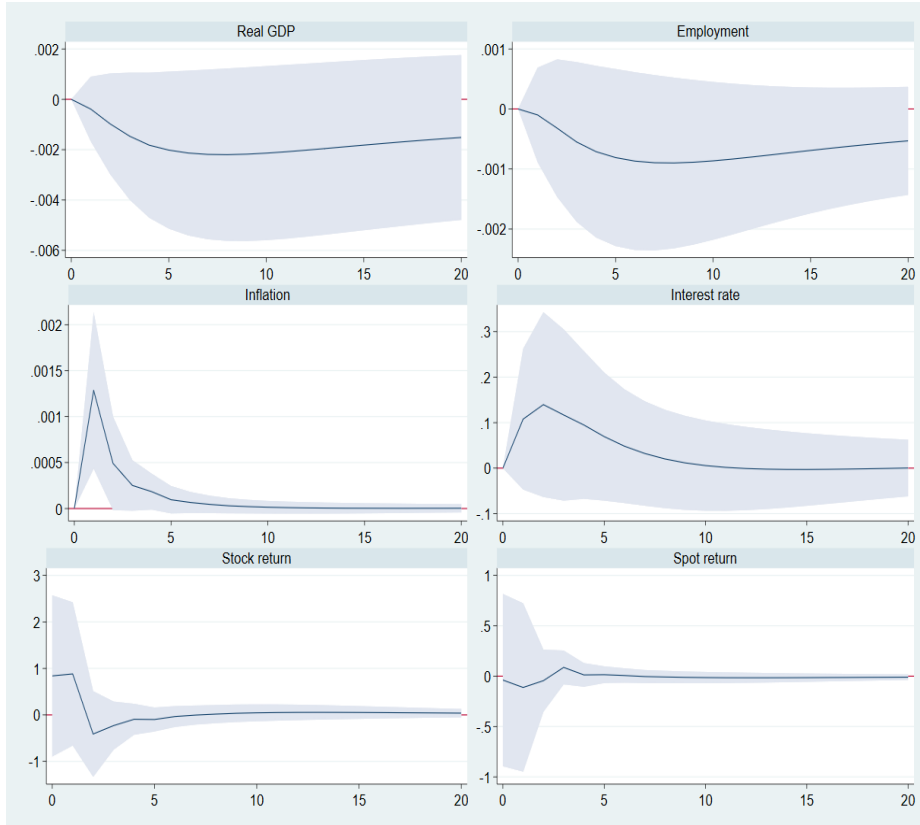 Real GDP
.002
0
-.002
-.004
-.006
0 5 10 15 20
Employment
.001
0
-.001
-.002
0 5 10 15 20
Inflation
.002
.0015
.001
.0005
0
0 5 10 15 20
Interest rate
.3
.2
.1
0
-.1
0 5 10 15 20
Stock return
3
2
1
0
-1
0 5 10 15 20
Spot return
1
.5
0
-.5
-1
0 5 10 15 20